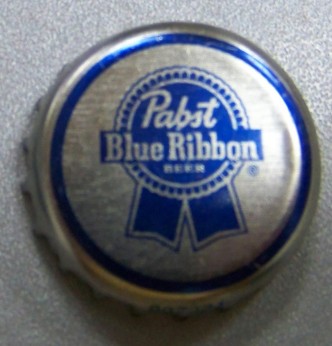 Pabst
Blue Ribbon
BEER
®